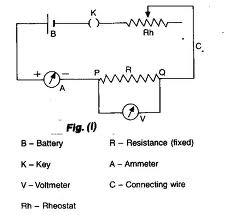 K
B
Rh
C
+ −
A
P
R
Q
V
Fig. (I)
B – Battery
R – Resistance (fixed)
K – Key
A – Ammeter
V – Voltmeter
C – Connecting wire
Rh – Rheostat